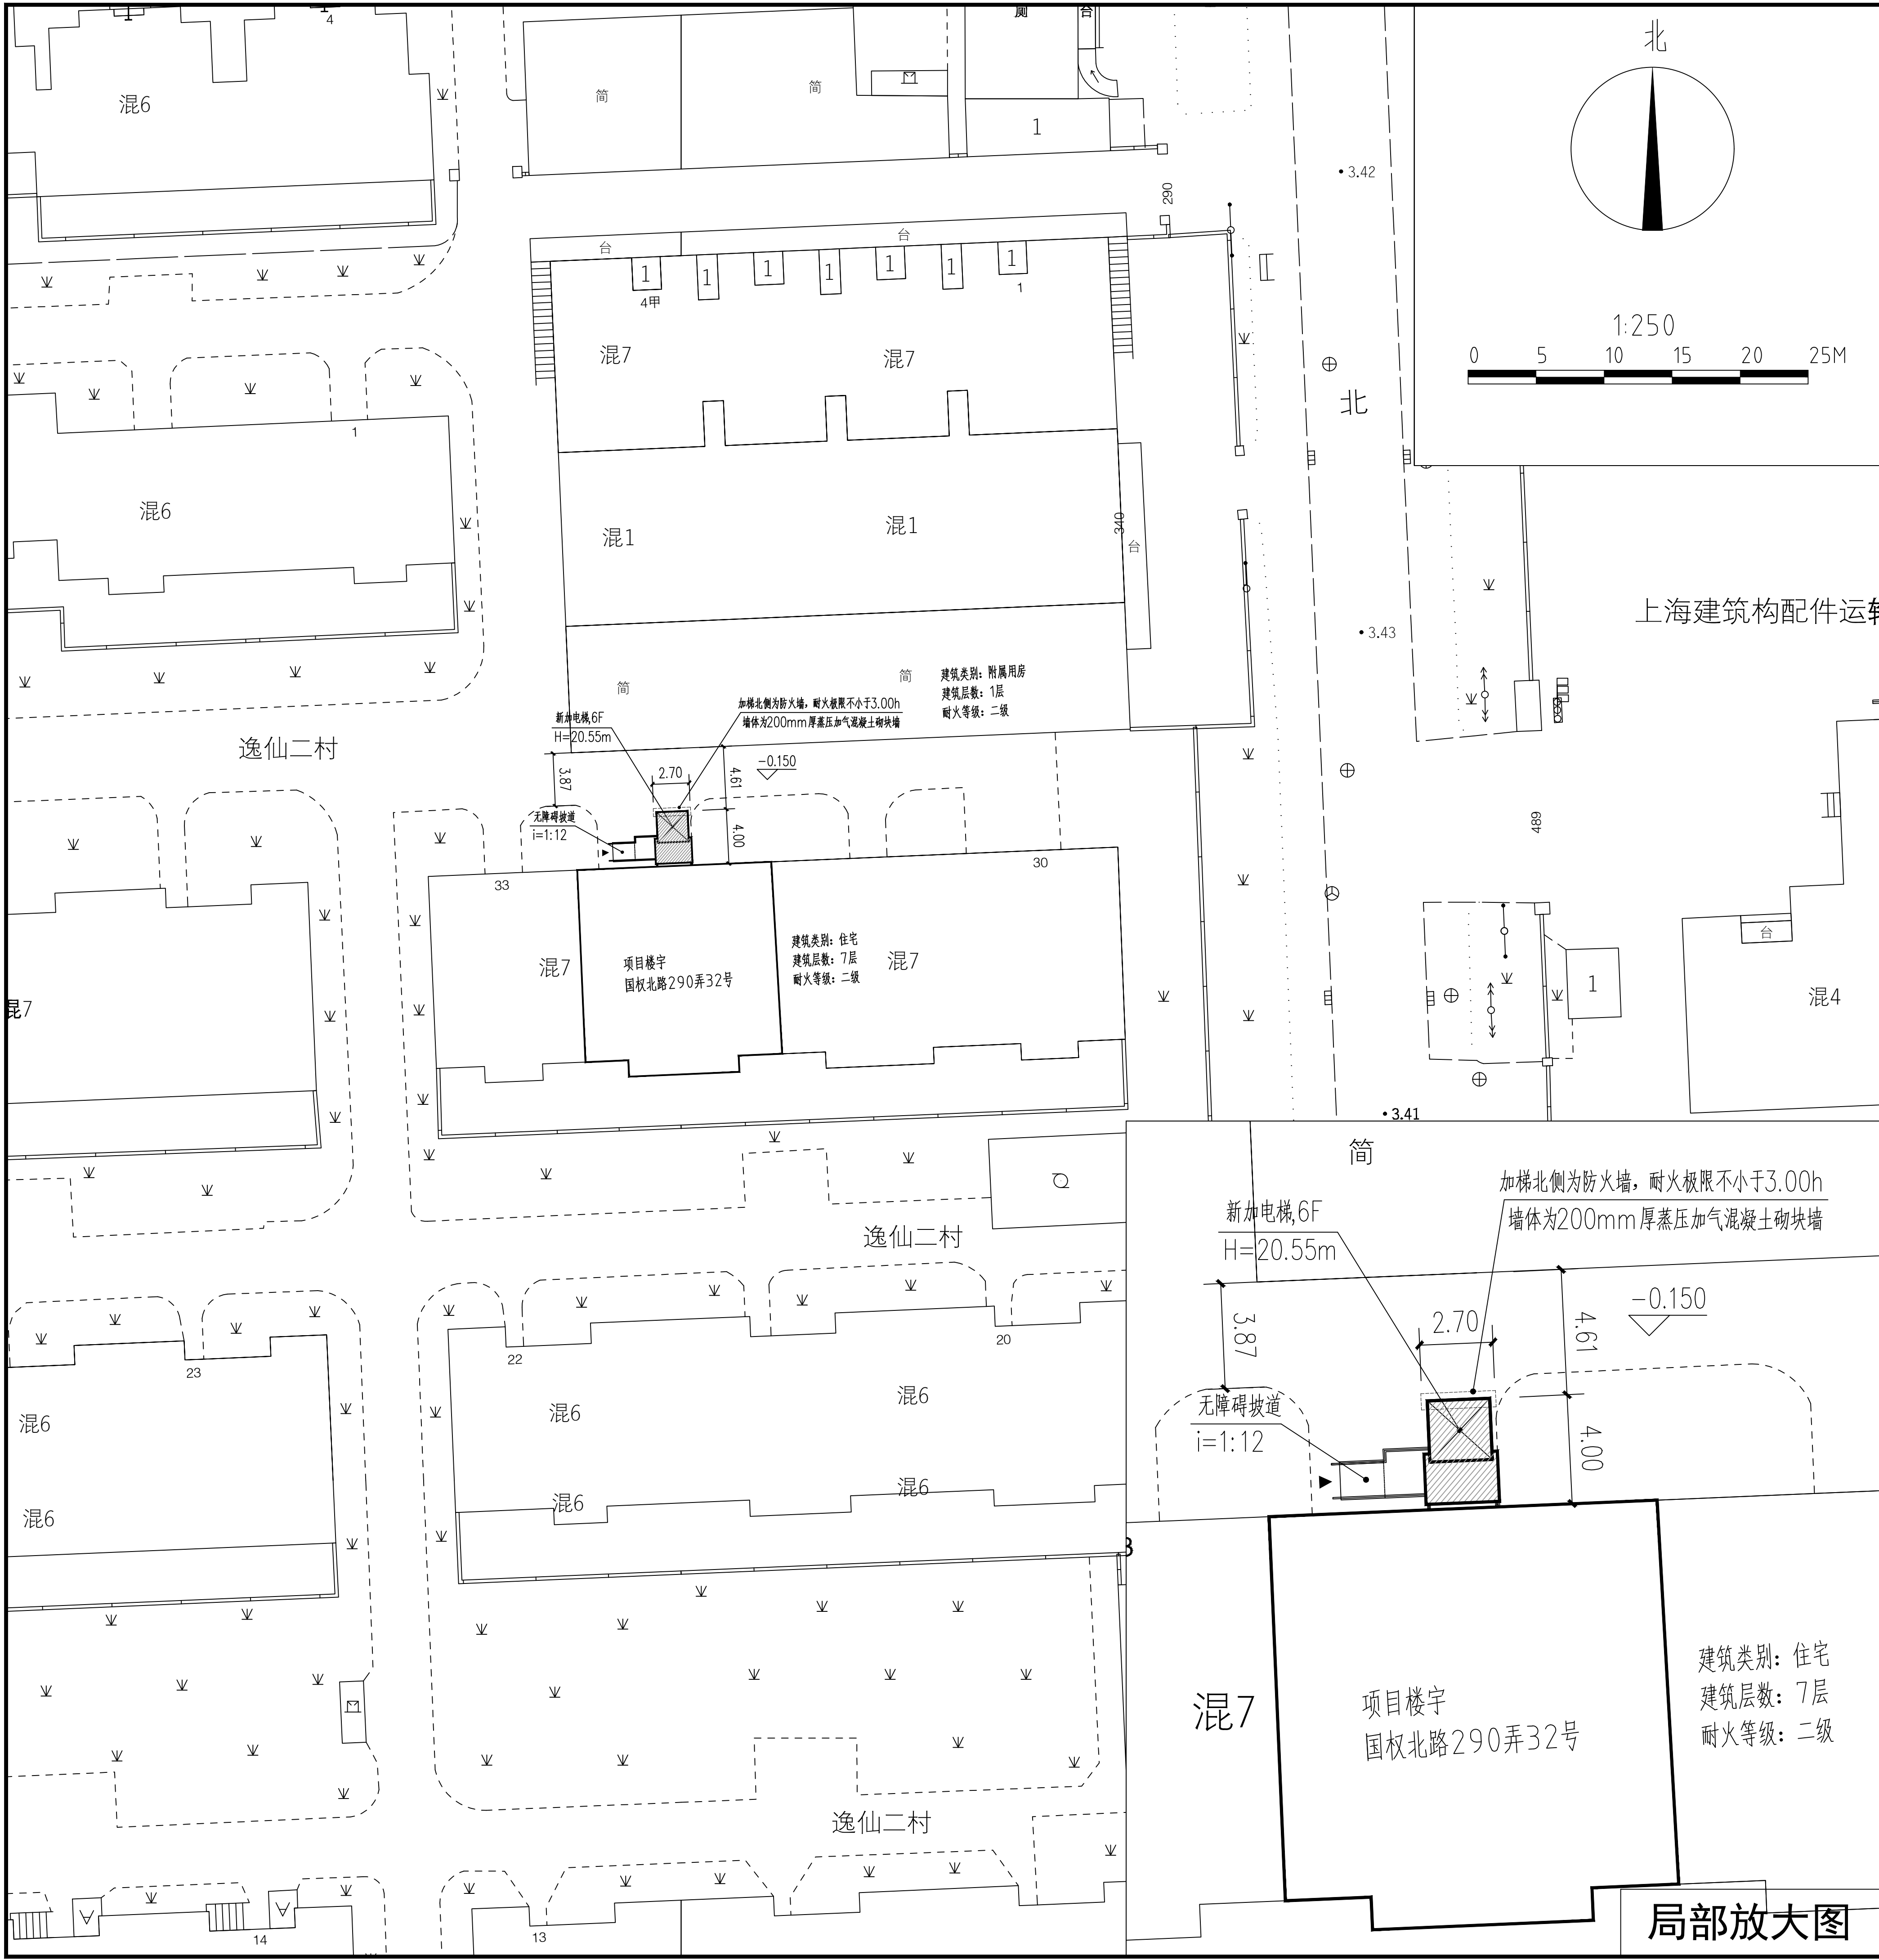 4
厕
台
北
混6
简
简
1
290
3.42
台
台
1
1
1
1
1
1
1
4甲
1
1:250
0 5 10 15 20 25M
混7
混7
北
1
混6
混1
混1
340
台
上海建筑构配件运
3.43
简
简
建筑类别：附属用房
建筑层数：1层
耐火等级：二级
加梯北侧为防火墙，耐火极限不小于3.00h
墙体为200mm厚蒸压加气混凝土砌块墙
新加电梯,6F
H=20.55m
逸仙二村
3.87
2.70
4.61
-0.150
无障碍坡道
i=1:12
4.00
489
33
30
台
混7
项目楼宇
国权北路290弄32号
建筑类别：住宅
建筑层数：7层
耐火等级：二级
混7
1
混4
混7
3.41
逸仙二村
简
加梯北侧为防火墙，耐火极限不小于3.00h
墙体为200mm厚蒸压加气混凝土砌块墙
新加电梯,6F
H=20.55m
3.87
2.70
4.61
-0.150
无障碍坡道
i=1:12
4.00
23
22
20
混6
混6
混6
混6
混6
混6
混7
项目楼宇
国权北路290弄32号
建筑类别：住宅
建筑层数：7层
耐火等级：二级
逸仙二村
14
13
局部放大图